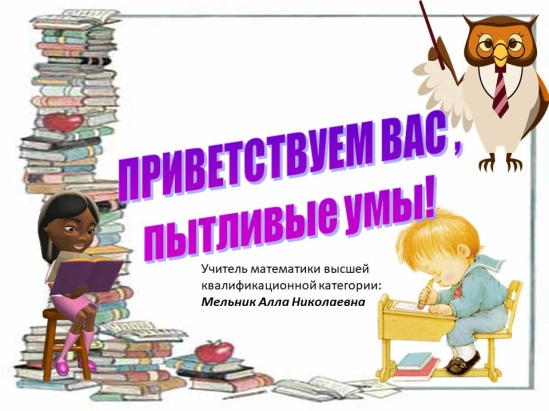 ПРИВЕТСТВУЕМ ВАС ,
пытливые умы!
Учитель математики высшей
квалификационной категории:
Мельник Алла Николаевна